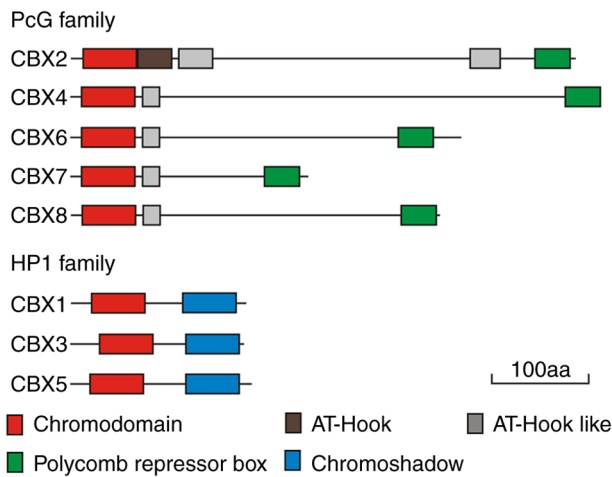 PcG family
CBX2
CBX4
CBX6
CBX7
CBX8
HP1 family
CBX1
CBX3
CBX5
100aa
Chromodomain
AT-Hook
AT-Hook like
Polycomb repressor box
Chromoshadow